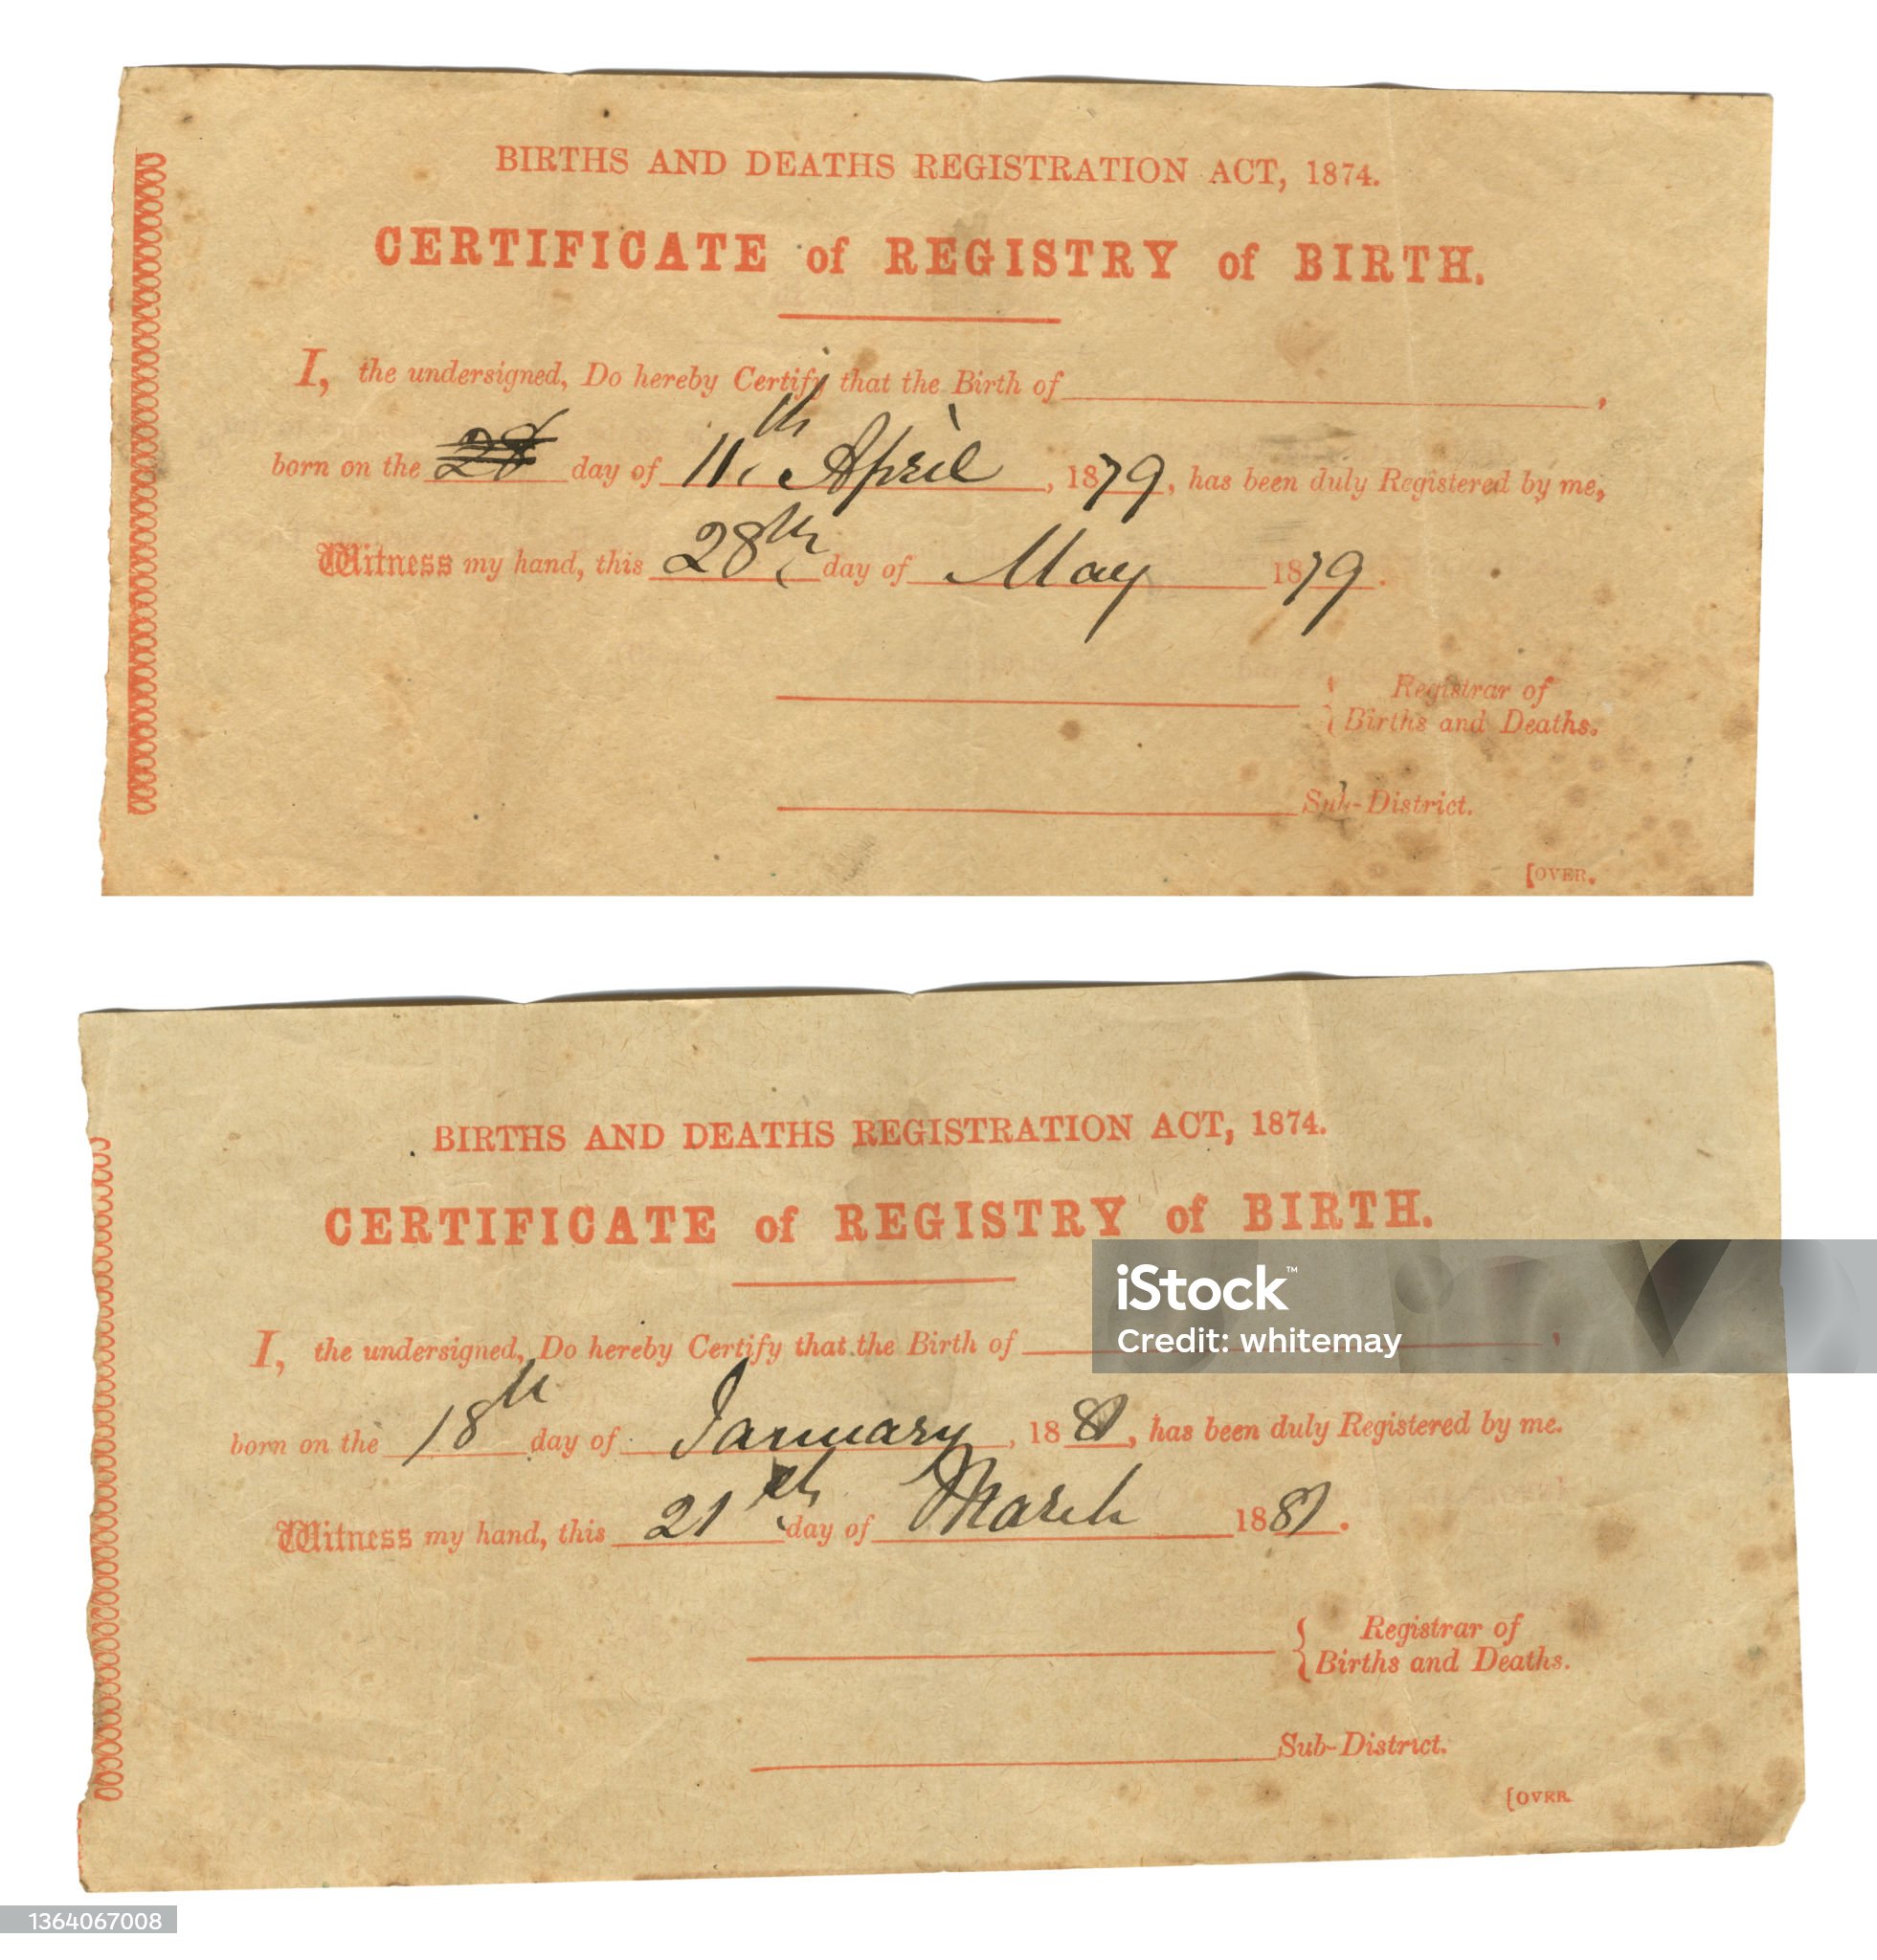 BIRTHS AND DEATHS REGISTRATION ACT, 1874.
CERTIFICATE of REGISTRY of BIRTH.
I, the undersigned, Do hereby Certify that the Birth of ,
born on the 28 day of 11th April , 1879, has been duly Registered by me,
Witness my hand, this 28th day of May 1879.
Registrar of
Births and Deaths.
Sub-District.
[OVER.
BIRTHS AND DEATHS REGISTRATION ACT, 1874.
CERTIFICATE of REGISTRY of BIRTH.
iStock™
Credit: whitemay
I, the undersigned, Do hereby Certify that the Birth of ,
born on the 18th day of January , 188 , has been duly Registered by me.
Witness my hand, this 21 day of March 1881.
Registrar of
Births and Deaths.
Sub-District.
[OVER.
1364067008